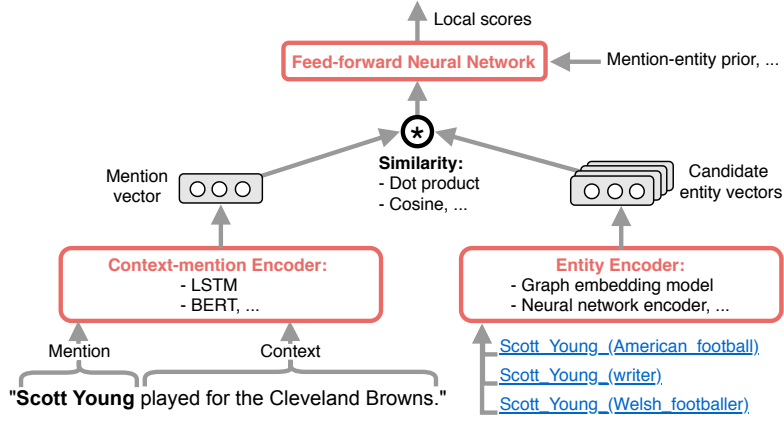 Local scores
Feed-forward Neural Network
Mention-entity prior, ...
*
Mention
vector
Similarity:
- Dot product
- Cosine, ...
Candidate
entity vectors
Context-mention Encoder:
- LSTM
- BERT, ...
Entity Encoder:
- Graph embedding model
- Neural network encoder, ...
Mention
Context
"Scott Young played for the Cleveland Browns."
Scott_Young_(American_football)
Scott_Young_(writer)
Scott_Young_(Welsh_footballer)